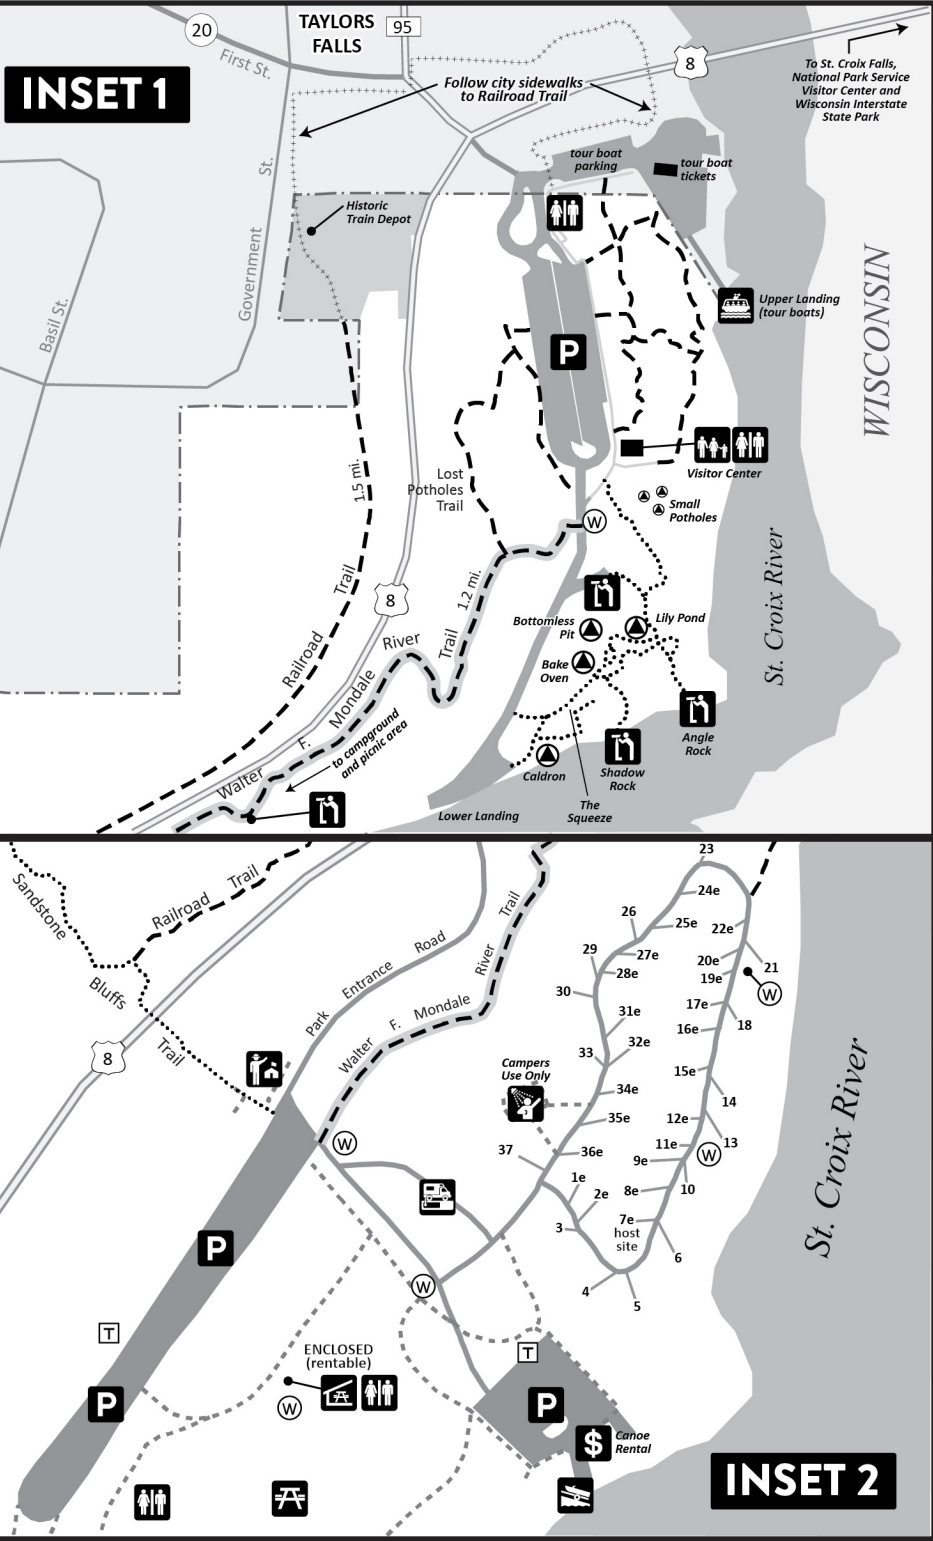 TAYLORS
FALLS
20
95
First St.
8
INSET 1
Follow city sidewalks
to Railroad Trail
To St. Croix Falls,
National Park Service
Visitor Center and
Wisconsin Interstate
State Park
St.
Government
Basil St.
tour boat
parking
tour boat
tickets
Historic
Train Depot
Upper Landing
(tour boats)
WISCONSIN
P
Visitor Center
Lost
Potholes
Trail
1.5 mi.
W
Small
Potholes
St. Croix River
Trail
Railroad
8
1.2 mi.
Trail
River
Mondale
F.
Walter
Bottomless
Pit
Lily Pond
Bake
Oven
to campground
and picnic area
Angle
Rock
Caldron
Shadow
Rock
The
Squeeze
Lower Landing
Sandstone
Bluffs
Trail
Railroad Trail
8
Park Entrance Road
Walter F. Mondale River Trail
Campers
Use Only
23
24e
25e
26
27e
22e
29
28e
20e
21
19e
W
30
31e
17e
18
16e
32e
33
15e
34e
14
35e
12e
13
11e
W
36e
9e
37
10
8e
1e
2e
7e
host
site
3
6
4
5
W
W
P
T
P
ENCLOSED
(rentable)
W
T
P
$
Canoe
Rental
St. Croix River
INSET 2